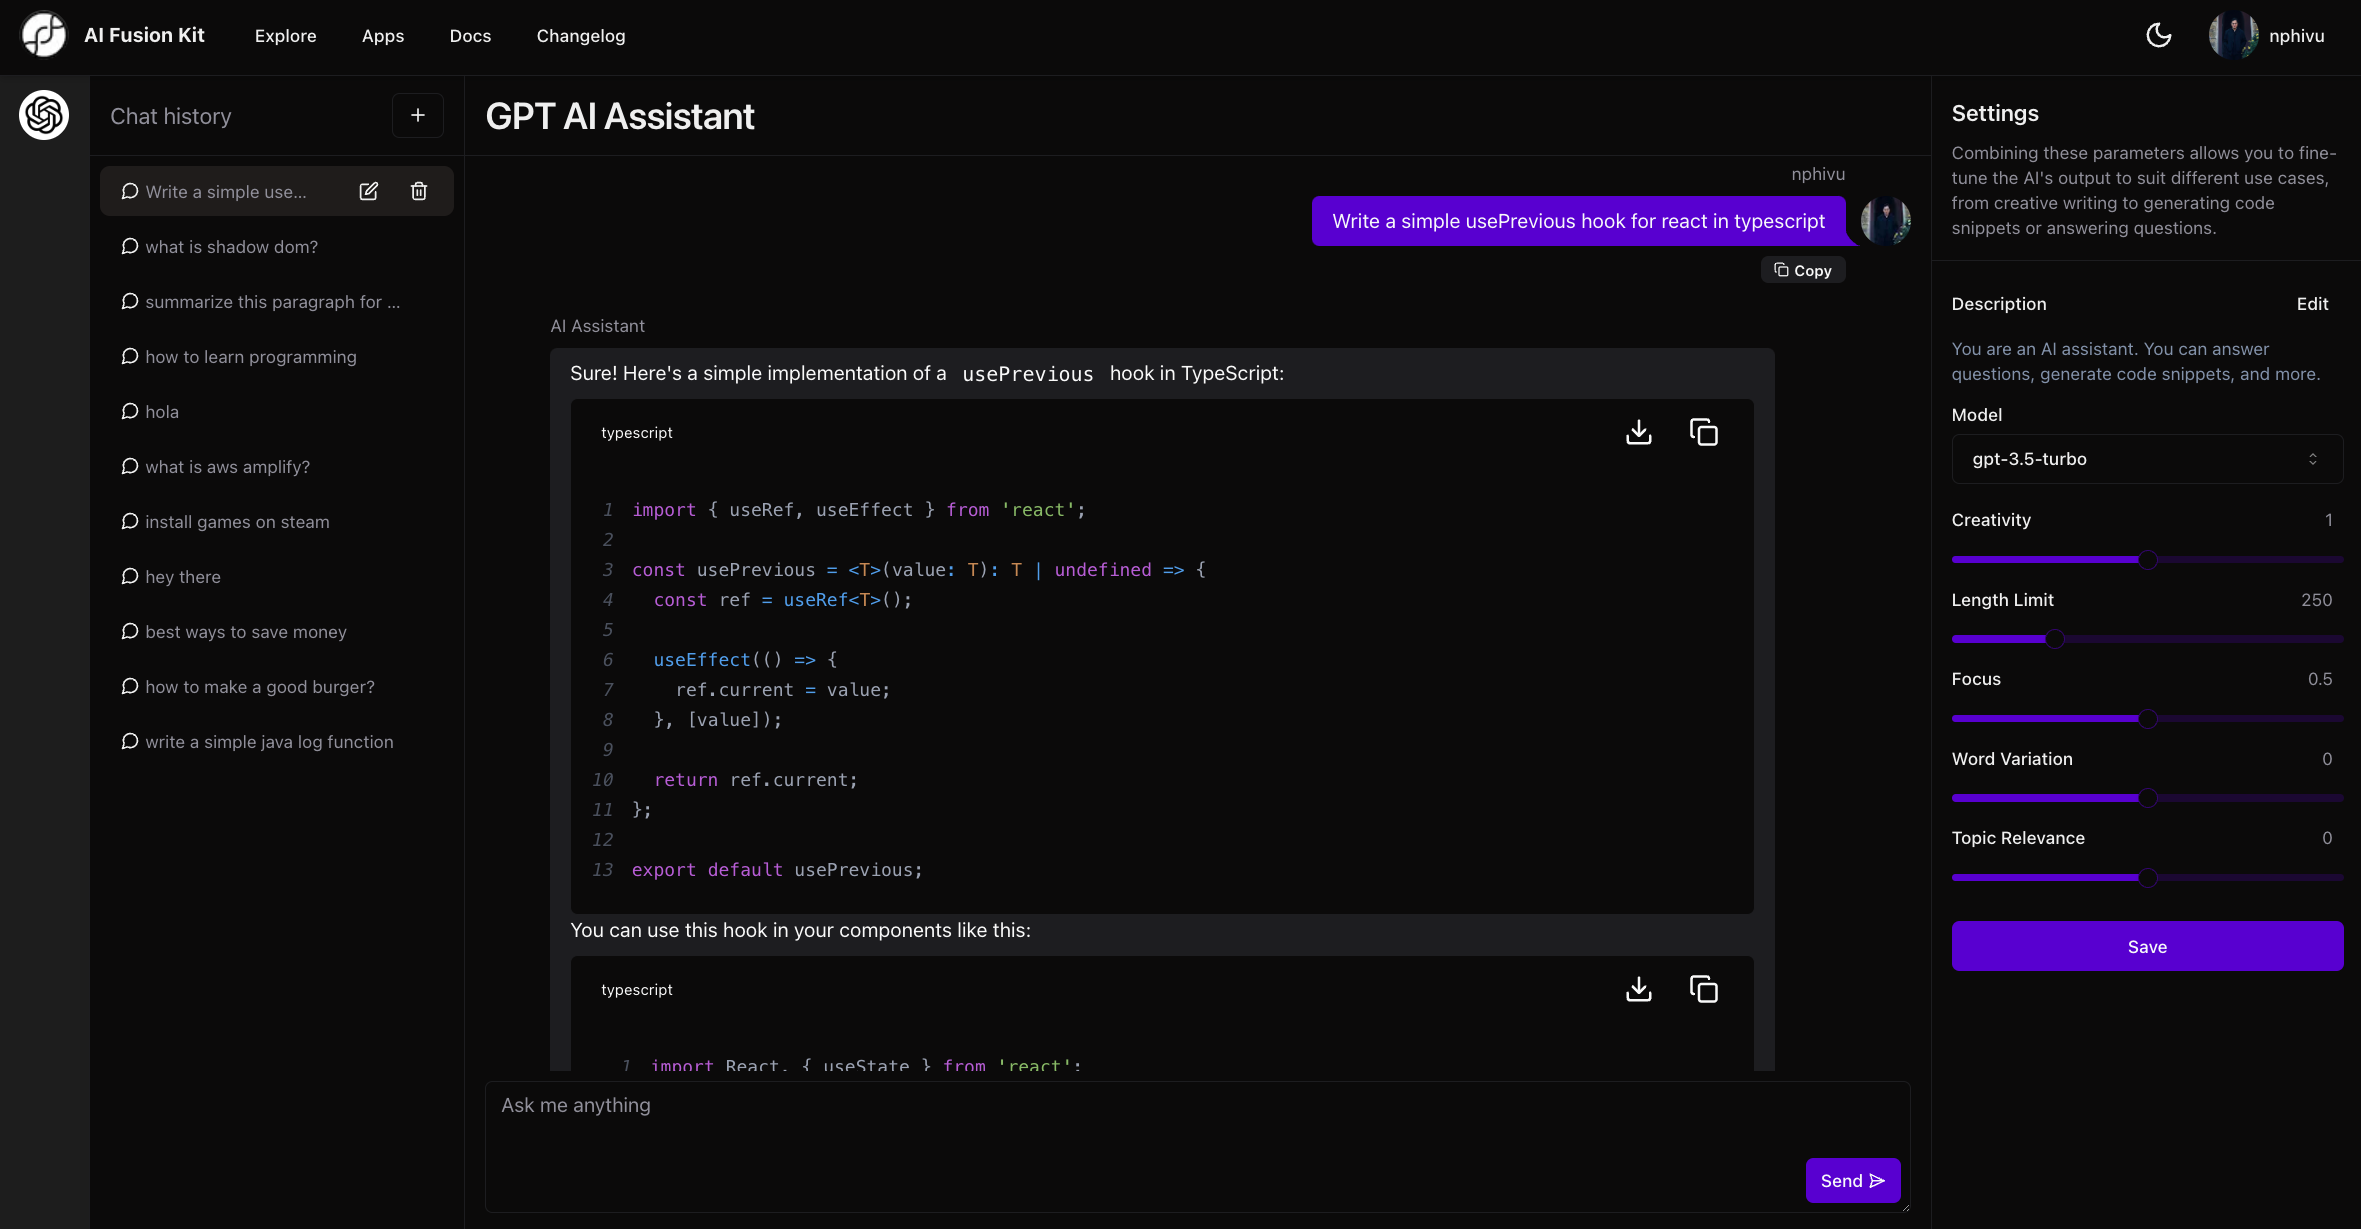 AI Fusion Kit
Explore
Apps
Docs
Changelog
nphivu
Chat history
+
Write a simple use...
what is shadow dom?
summarize this paragraph for ...
how to learn programming
hola
what is aws amplify?
install games on steam
hey there
best ways to save money
how to make a good burger?
write a simple java log function
GPT AI Assistant
nphivu
Write a simple usePrevious hook for react in typescript
Copy
AI Assistant
Sure! Here's a simple implementation of a usePrevious hook in TypeScript:
typescript
1 import { useRef, useEffect } from 'react';
2
3 const usePrevious = <T>(value: T): T | undefined => {
4   const ref = useRef<T>();
5
6   useEffect(() => {
7     ref.current = value;
8   }, [value]);
9
10   return ref.current;
11 };
12
13 export default usePrevious;
You can use this hook in your components like this:
typescript
1 import React, { useState } from 'react';
Ask me anything
Send
Settings
Combining these parameters allows you to fine-
tune the AI's output to suit different use cases,
from creative writing to generating code
snippets or answering questions.
Description
Edit
You are an AI assistant. You can answer
questions, generate code snippets, and more.
Model
gpt-3.5-turbo
Creativity 1
Length Limit 250
Focus 0.5
Word Variation 0
Topic Relevance 0
Save